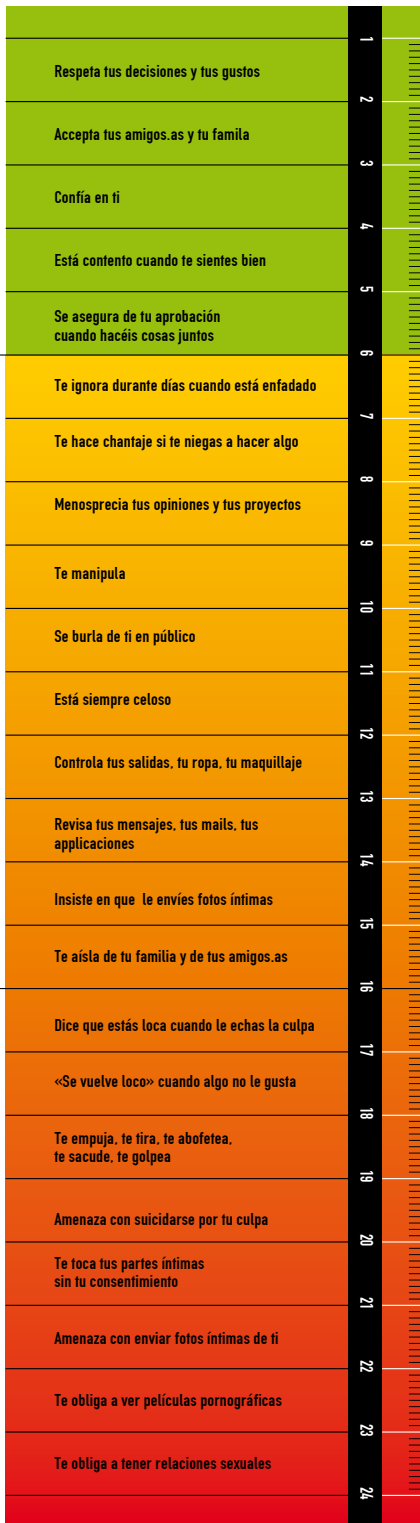 1
Respeta tus decisiones y tus gustos
2
Accepta tus amigos.as y tu famila
3
Confía en ti
4
Está contento cuando te sientes bien
5
Se asegura de tu aprobación
cuando hacéis cosas juntos
6
Te ignora durante días cuando está enfadado
7
Te hace chantaje si te niegas a hacer algo
8
Menosprecia tus opiniones y tus proyectos
9
Te manipula
10
Se burla de ti en público
11
Está siempre celoso
12
Controla tus salidas, tu ropa, tu maquillaje
13
Revisa tus mensajes, tus mails, tus
applicaciones
14
Insiste en que le envíes fotos íntimas
15
Te aísla de tu familia y de tus amigos.as
16
Dice que estás loca cuando le echas la culpa
17
«Se vuelve loco» cuando algo no le gusta
18
Te empuja, te tira, te abofetea,
te sacude, te golpea
19
Amenaza con suicidarse por tu culpa
20
Te toca tus partes íntimas
sin tu consentimiento
21
Amenaza con enviar fotos íntimas de ti
22
Te obliga a ver películas pornográficas
23
Te obliga a tener relaciones sexuales
24